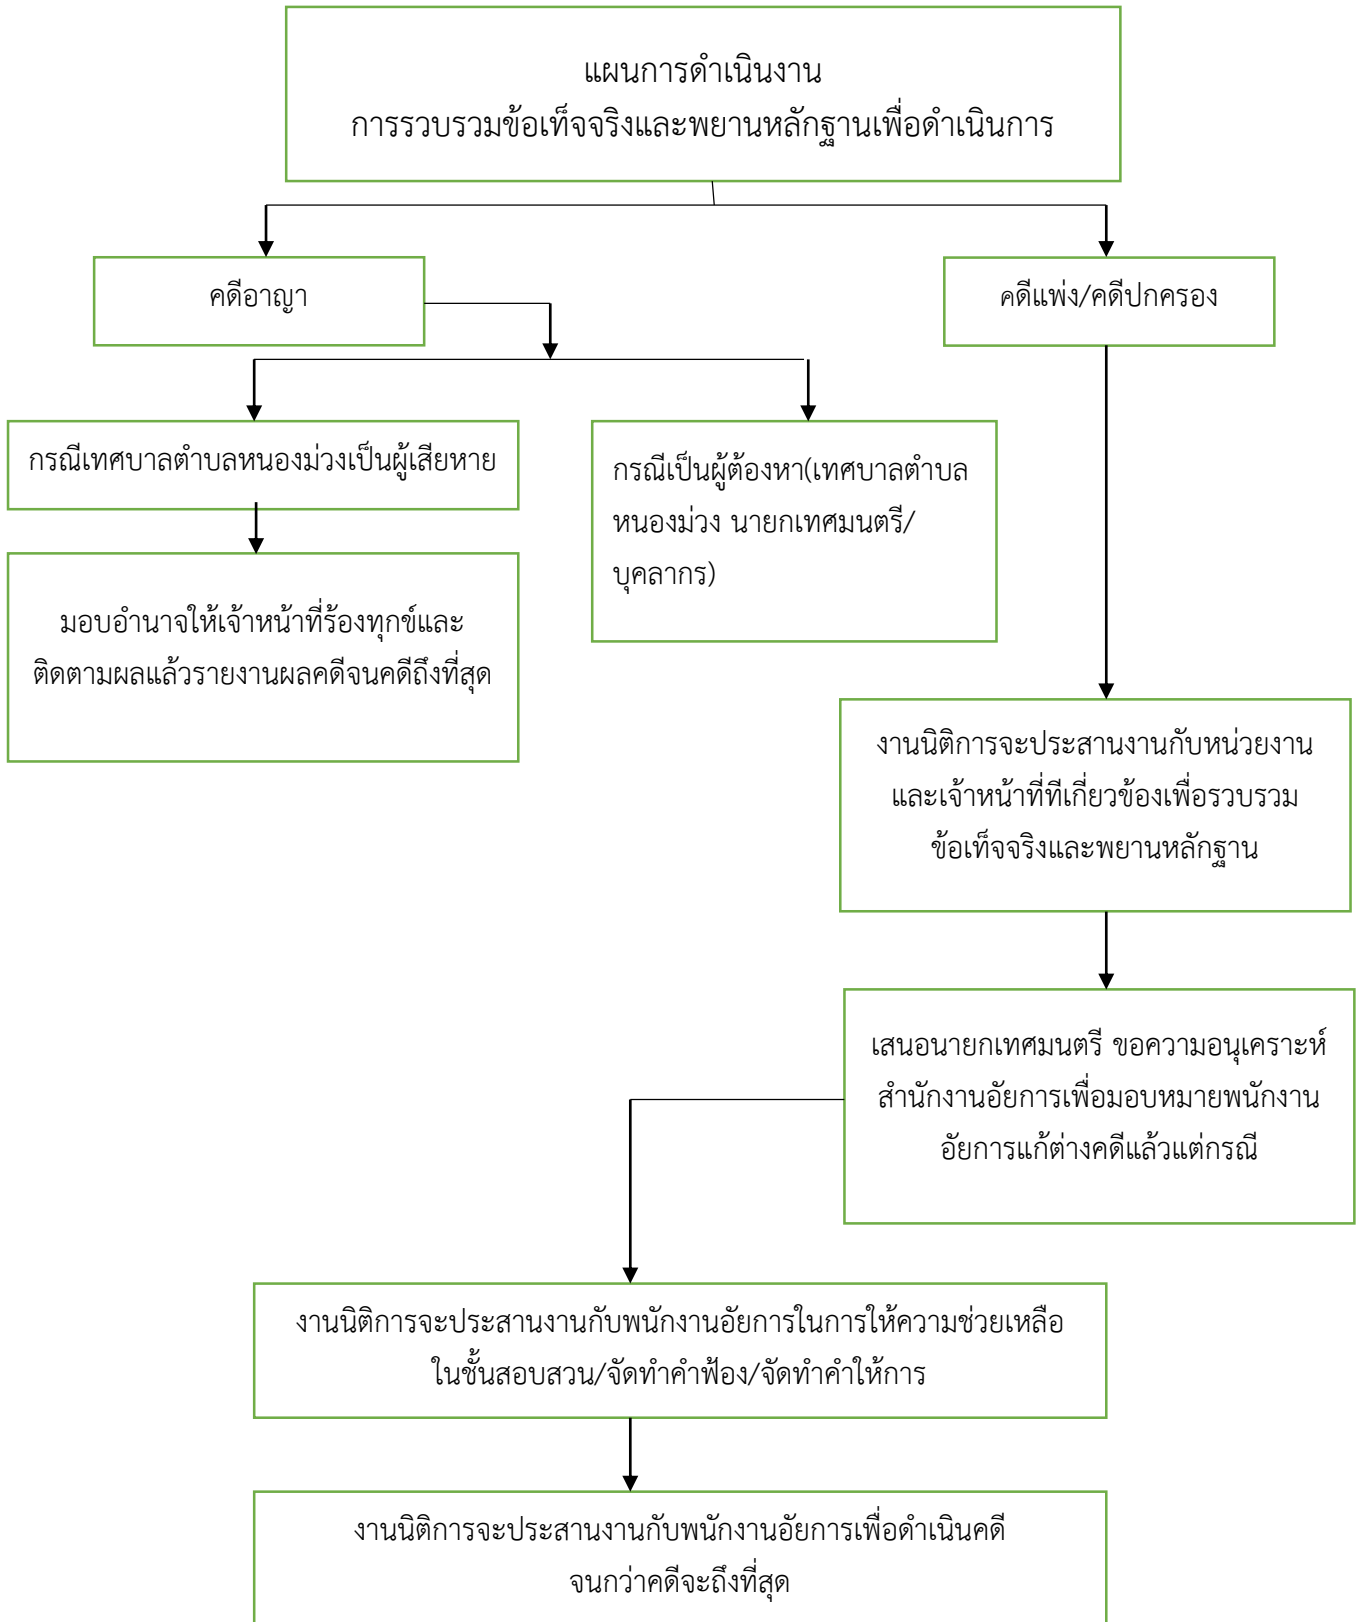 แผนการดำเนินงาน
การรวบรวมข้อเท็จจริงและพยานหลักฐานเพื่อดำเนินการ
คดีอาญา
คดีแพ่ง/คดีปกครอง
กรณีเทศบาลตำบลหนองม่วงเป็นผู้เสียหาย
กรณีเป็นผู้ต้องหา(เทศบาลตำบล
หนองม่วง นายกเทศมนตรี/
บุคลากร)
มอบอำนาจให้เจ้าหน้าที่ร้องทุกข์และ
ติดตามผลแล้วรายงานผลคดีจนคดีถึงที่สุด
งานนิติการจะประสานงานกับหน่วยงาน
และเจ้าหน้าที่ทีเกี่ยวข้องเพื่อรวบรวม
ข้อเท็จจริงและพยานหลักฐาน
เสนอนายกเทศมนตรี ขอความอนุเคราะห์
สำนักงานอัยการเพื่อมอบหมายพนักงาน
อัยการแก้ต่างคดีแล้วแต่กรณี
งานนิติการจะประสานงานกับพนักงานอัยการในการให้ความช่วยเหลือ
ในชั้นสอบสวน/จัดทำคำฟ้อง/จัดทำคำให้การ
งานนิติการจะประสานงานกับพนักงานอัยการเพื่อดำเนินคดี
จนกว่าคดีจะถึงที่สุด